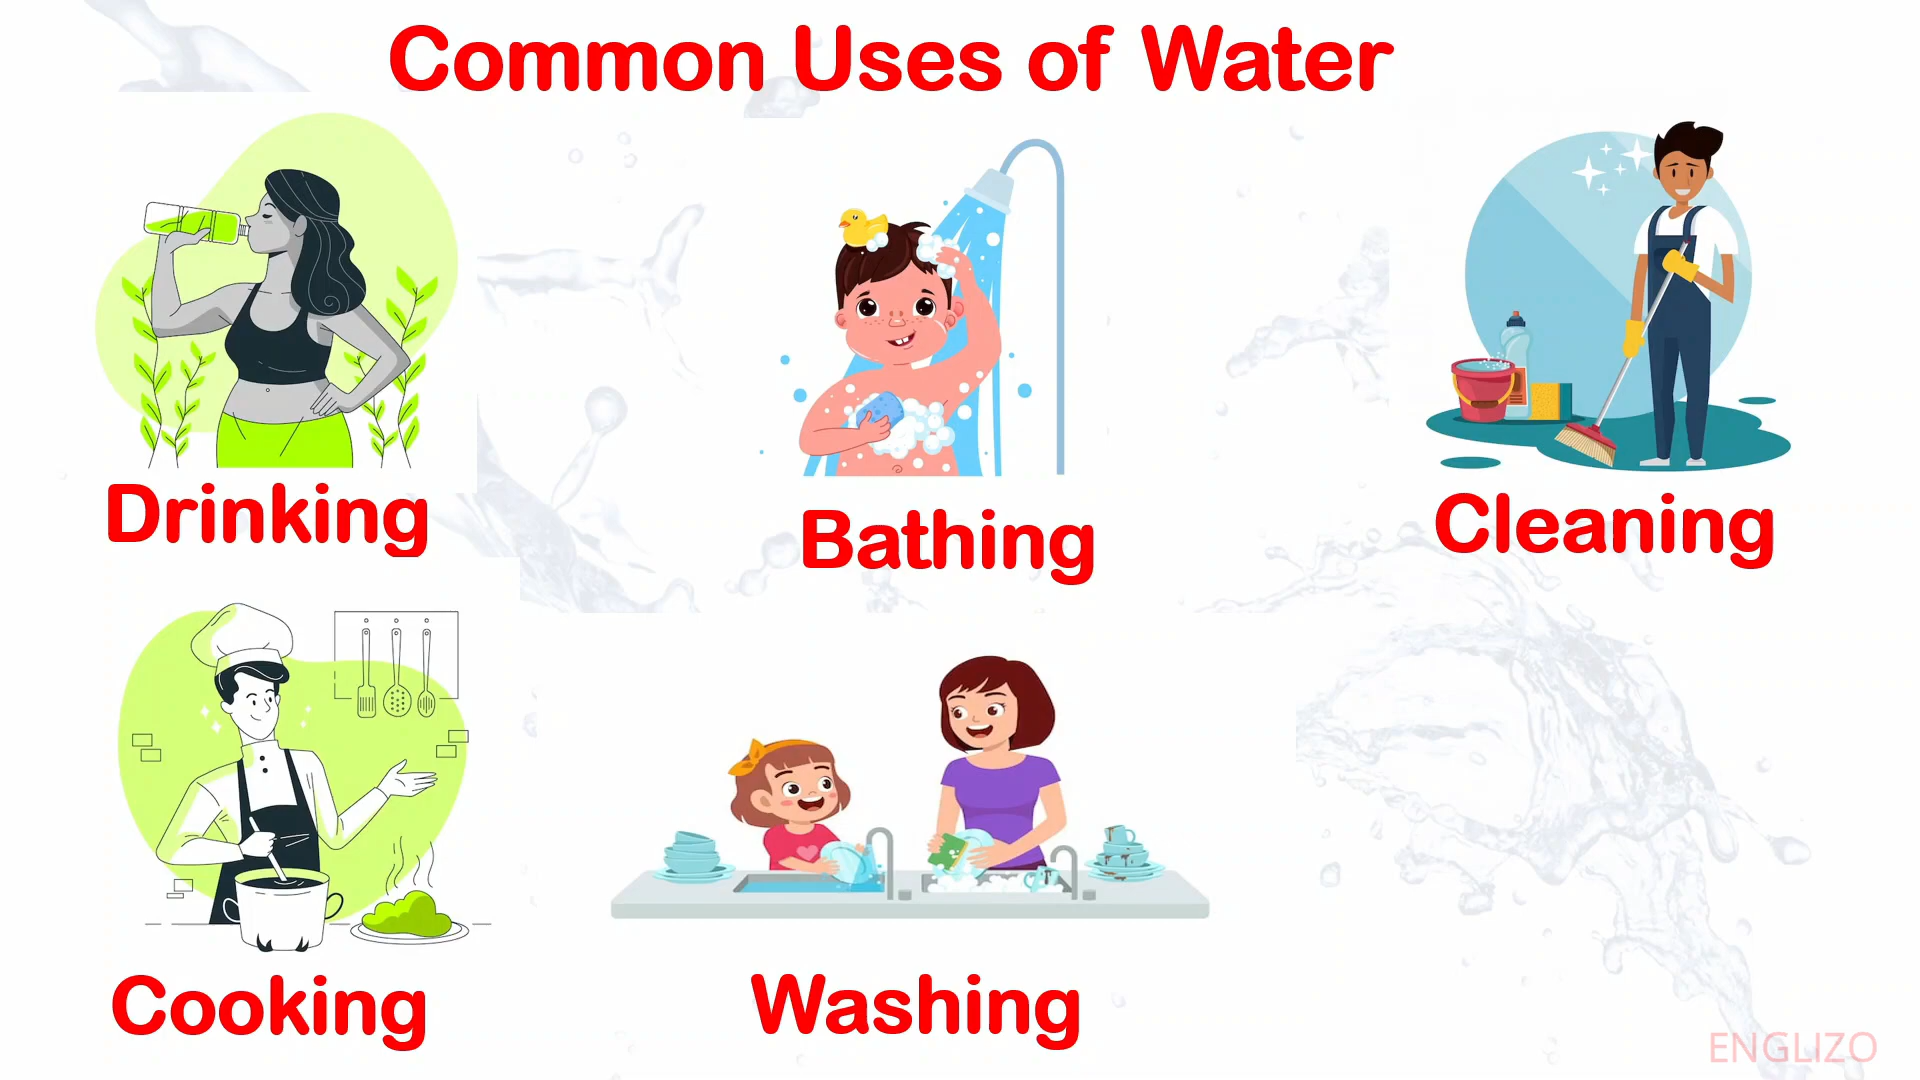 Common Uses of Water
Drinking
Bathing
Cleaning
Cooking
Washing
ENGLIZO